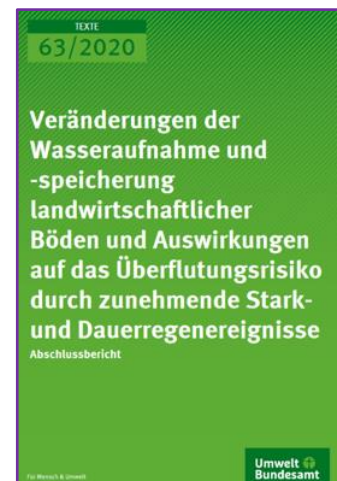 TEXTE
63/2020
Veränderungen der
Wasseraufnahme und
-speicherung
landwirtschaftlicher
Böden und Auswirkungen
auf das Überflutungsrisiko
durch zunehmende Stark-
und Dauerregenereignisse
Abschlussbericht
Für Mensch & Umwelt
Umwelt
Bundesamt